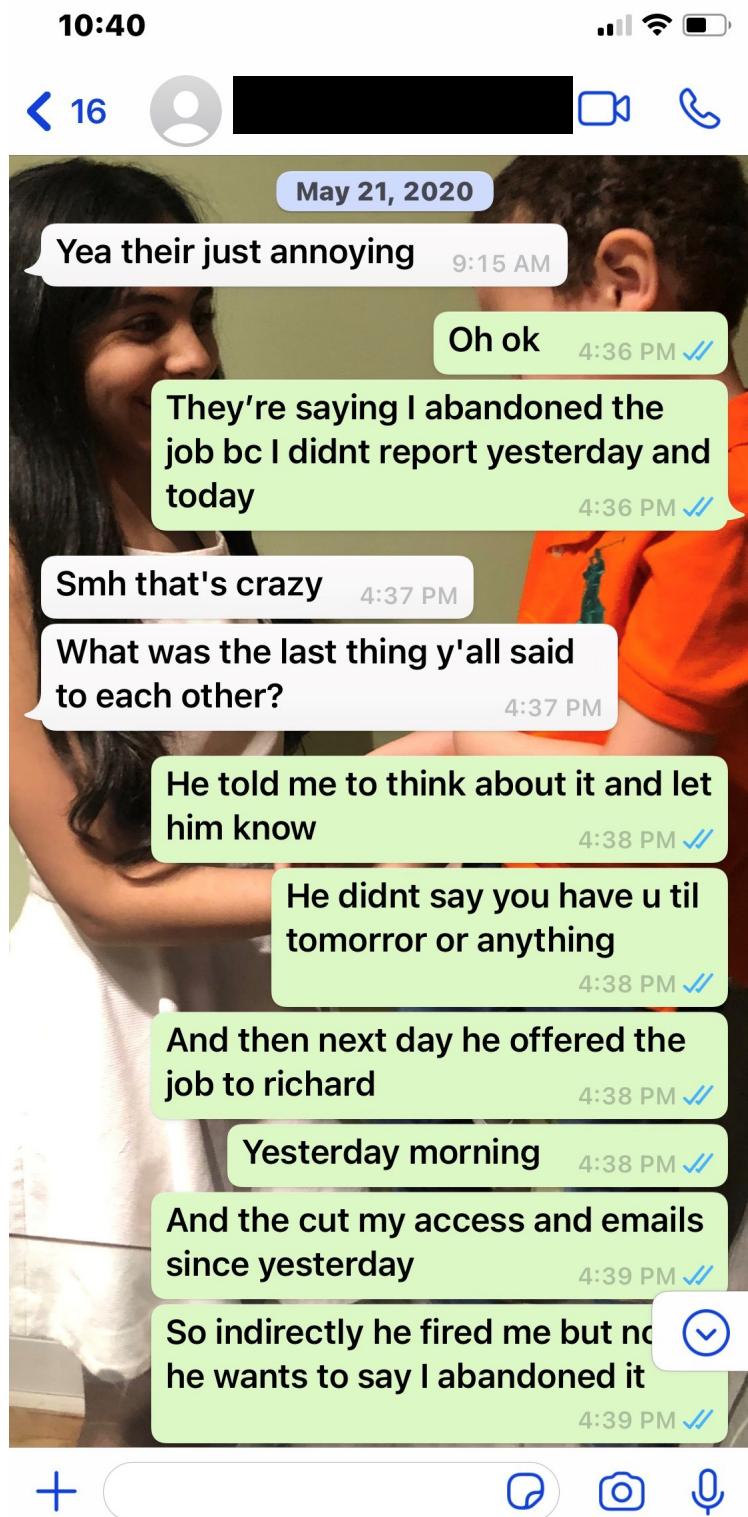 10:40
16
May 21, 2020
Yea their just annoying 9:15 AM
Oh ok 4:36 PM
They’re saying I abandoned the
job bc I didnt report yesterday and
today 4:36 PM
Smh that's crazy 4:37 PM
What was the last thing y'all said
to each other? 4:37 PM
He told me to think about it and let
him know 4:38 PM
He didnt say you have u til
tomorror or anything
4:38 PM
And then next day he offered the
job to richard 4:38 PM
Yesterday morning 4:38 PM
And the cut my access and emails
since yesterday 4:39 PM
So indirectly he fired me but
he wants to say I abandoned it
4:39 PM